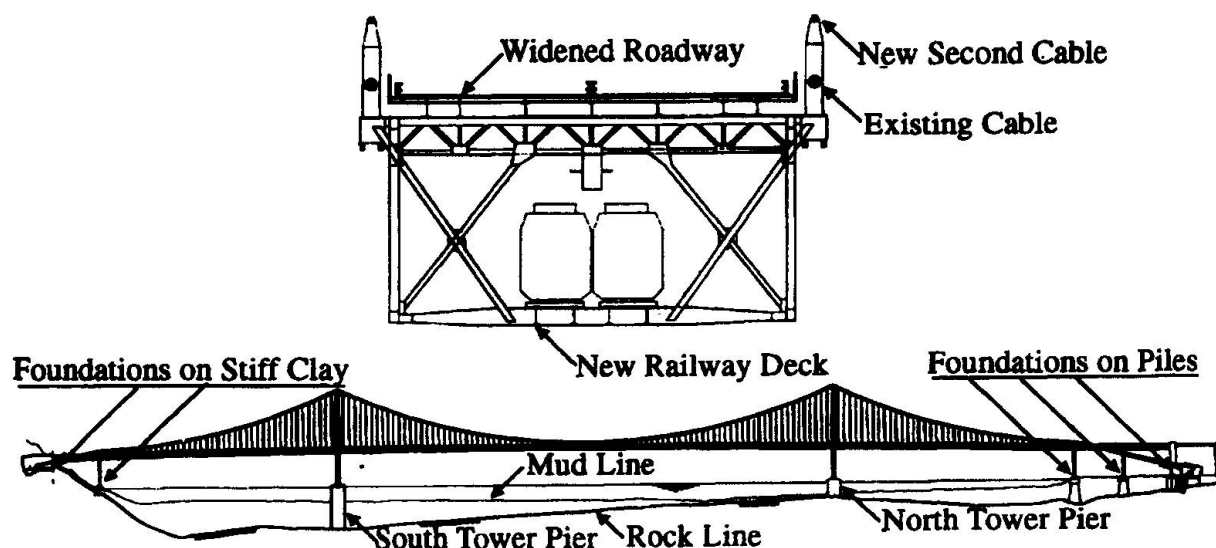 Widened Roadway
New Second Cable
Existing Cable
New Railway Deck
Foundations on Stiff Clay
Foundations on Piles
Mud Line
South Tower Pier
Rock Line
North Tower Pier